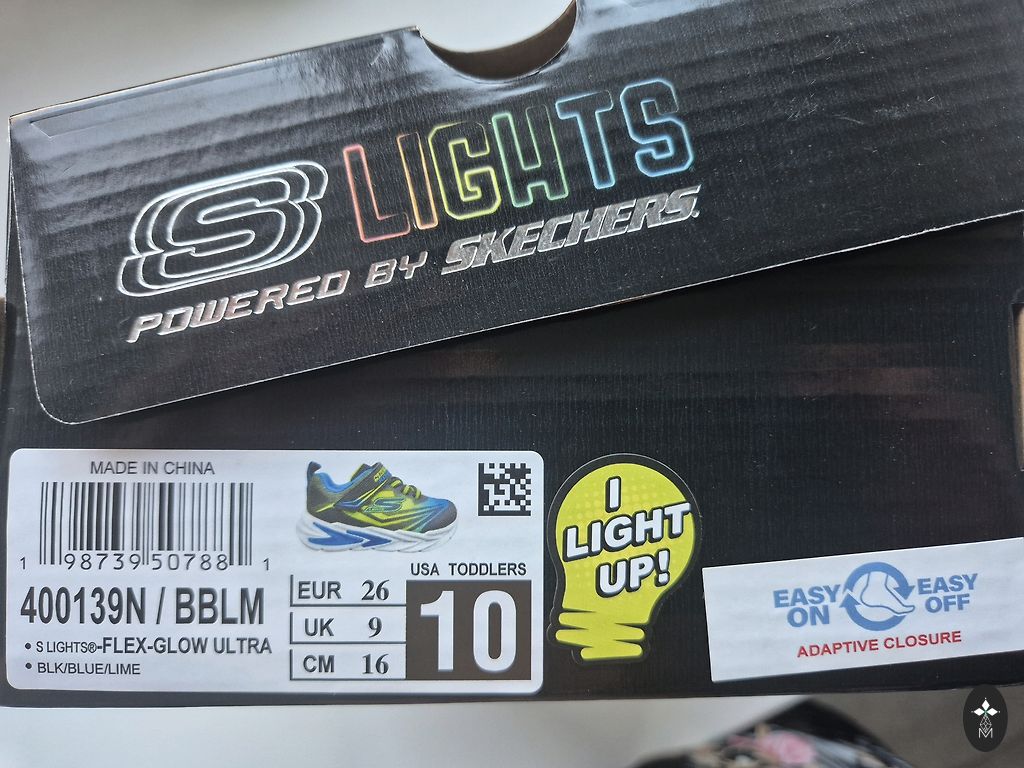 S LIGHTS
POWERED BY SKECHERS.
MADE IN CHINA
1 98739 50788 1
400139N / BBLM
• S LIGHTS®-FLEX-GLOW ULTRA
• BLK/BLUE/LIME
EUR 26
UK 9
CM 16
USA TODDLERS
10
I
LIGHT
UP!
EASY ON
EASY OFF
ADAPTIVE CLOSURE
M